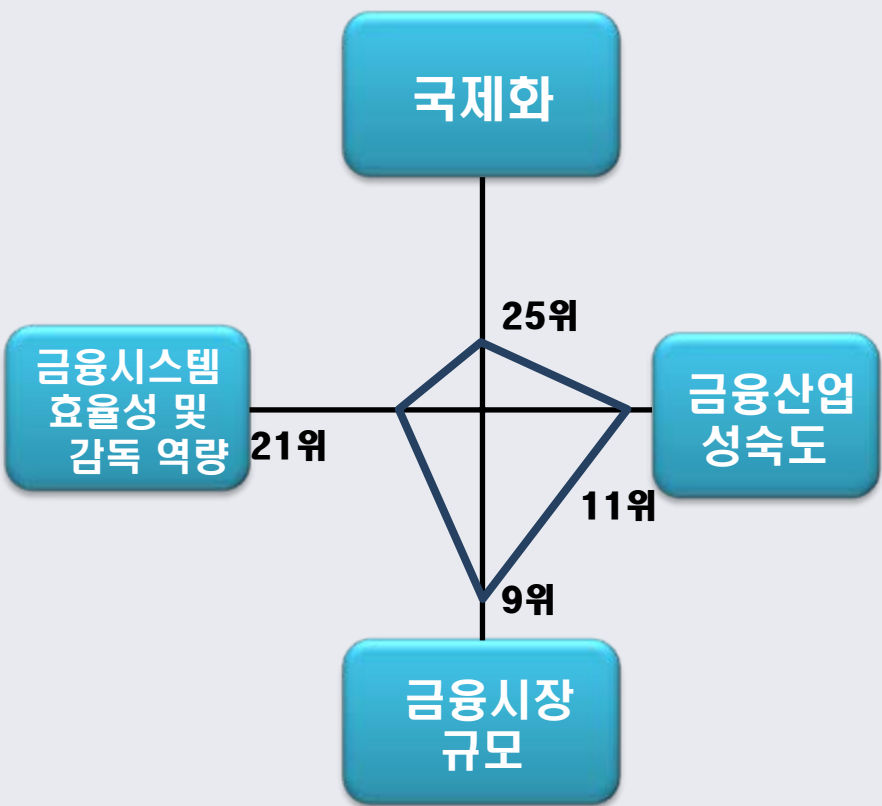 국제화
25위
금융시스템
효율성 및
감독 역량
21위
금융산업
성숙도
11위
9위
금융시장
규모